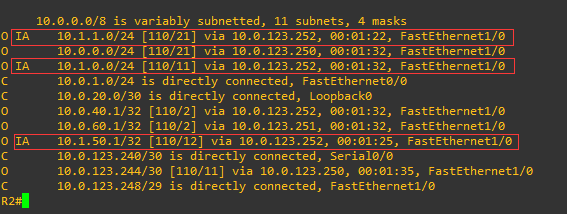 10.0.0.0/8 is variably subnetted, 11 subnets, 4 masks
O IA 10.1.1.0/24 [110/21] via 10.0.123.252, 00:01:22, FastEthernet1/0
O 10.0.0.0/24 [110/2] via 10.0.123.250, 00:01:32, FastEthernet1/0
O IA 10.1.0.0/24 [110/11] via 10.0.123.252, 00:01:32, FastEthernet1/0
C 10.0.1.0/24 is directly connected, FastEthernet0/0
C 10.0.20.0/30 is directly connected, Loopback0
O 10.0.40.1/32 [110/2] via 10.0.123.252, 00:01:32, FastEthernet1/0
O 10.0.60.1/32 [110/2] via 10.0.123.251, 00:01:32, FastEthernet1/0
O IA 10.1.50.1/32 [110/12] via 10.0.123.252, 00:01:25, FastEthernet1/0
C 10.0.123.240/30 is directly connected, Serial0/0
O 10.0.123.244/30 [110/11] via 10.0.123.250, 00:01:35, FastEthernet1/0
C 10.0.123.248/29 is directly connected, FastEthernet1/0
R2#